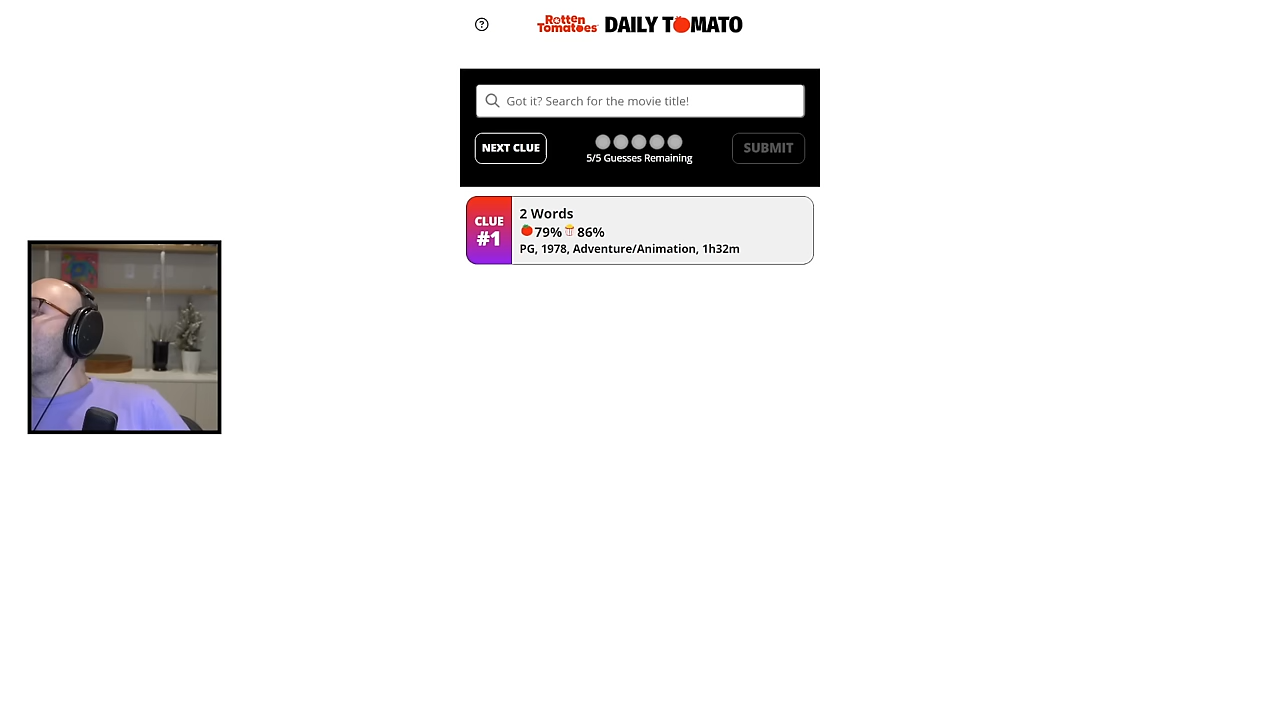 Rotten
Tomatoes
DAILY TOMATO
Got it? Search for the movie title!
NEXT CLUE
5/5 Guesses Remaining
SUBMIT
CLUE
#1
2 Words
79% 86%
PG, 1978, Adventure/Animation, 1h32m